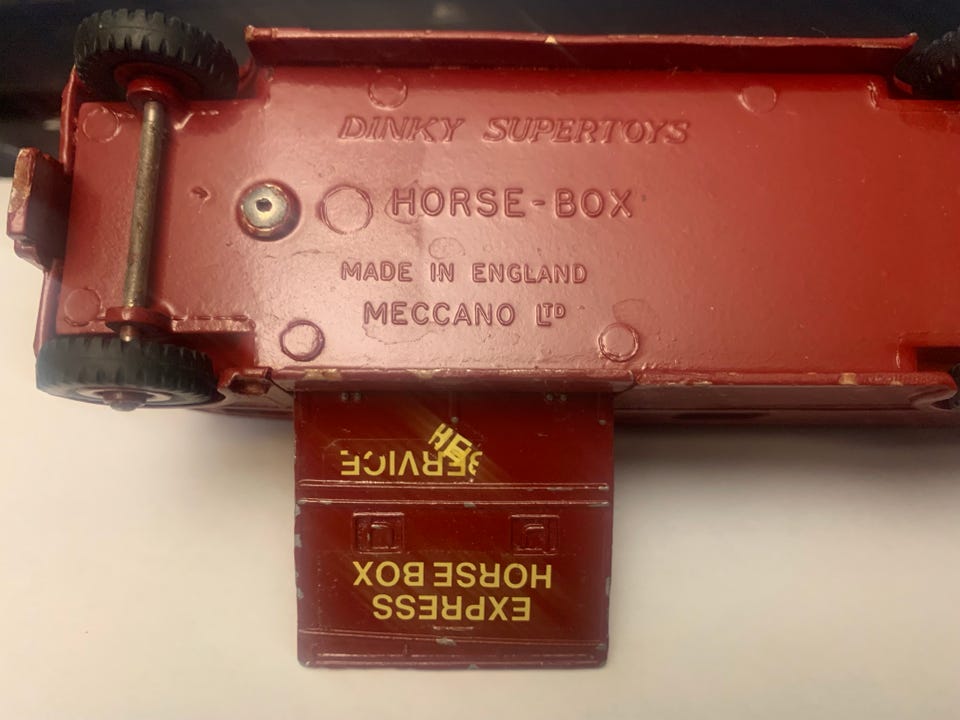 DINKY SUPERTOYS
HORSE-BOX
MADE IN ENGLAND
MECCANO LTD
EXPRESS
HORSE BOX
SERVICE